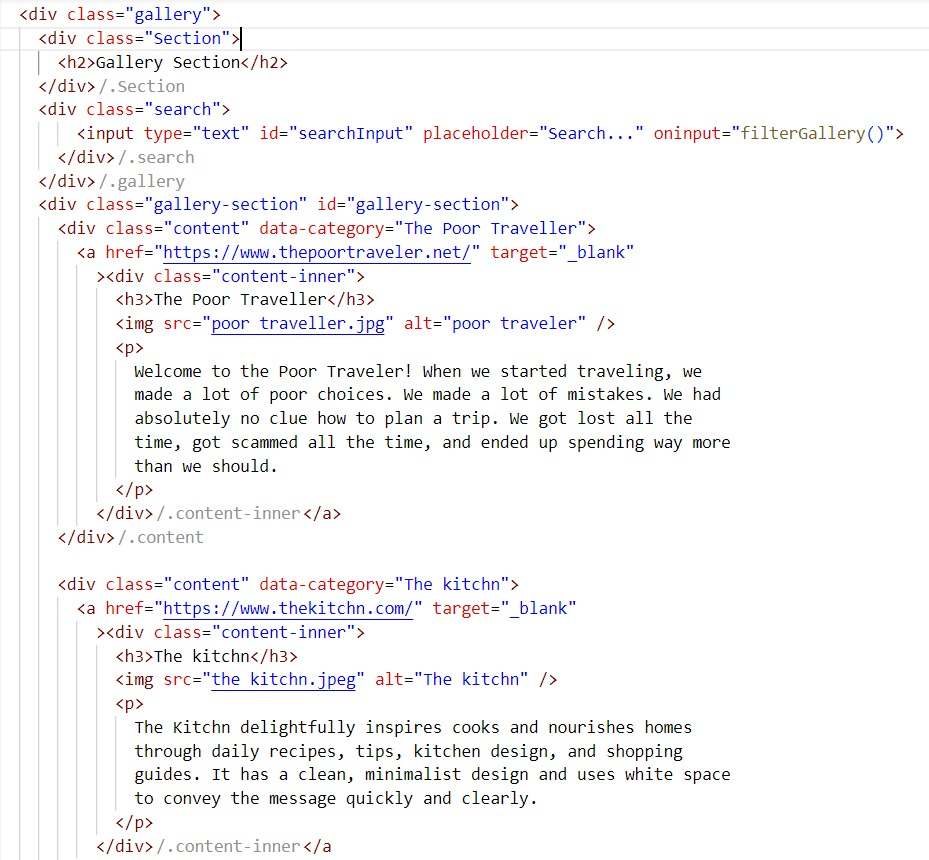 <div class="gallery">
<div class="Section">
<h2>Gallery Section</h2>
</div>/.Section
<div class="search">
<input type="text" id="searchInput" placeholder="Search..." oninput="filterGallery()">
</div>/.search
</div>/.gallery
<div class="gallery-section" id="gallery-section">
<div class="content" data-category="The Poor Traveller">
<a href="https://www.thepoortraveler.net/" target="_blank"
><div class="content-inner">
<h3>The Poor Traveller</h3>
<img src="poor traveller.jpg" alt="poor traveler" />
<p>
Welcome to the Poor Traveler! When we started traveling, we
made a lot of poor choices. We made a lot of mistakes. We had
absolutely no clue how to plan a trip. We got lost all the
time, got scammed all the time, and ended up spending way more
than we should.
</p>
</div>/.content-inner</a>
</div>/.content
<div class="content" data-category="The kitchn">
<a href="https://www.thekitchn.com/" target="_blank"
><div class="content-inner">
<h3>The kitchn</h3>
<img src="the kitchn.jpeg" alt="The kitchn" />
<p>
The Kitchn delightfully inspires cooks and nourishes homes
through daily recipes, tips, kitchen design, and shopping
guides. It has a clean, minimalist design and uses white space
to convey the message quickly and clearly.
</p>
</div>/.content-inner</a